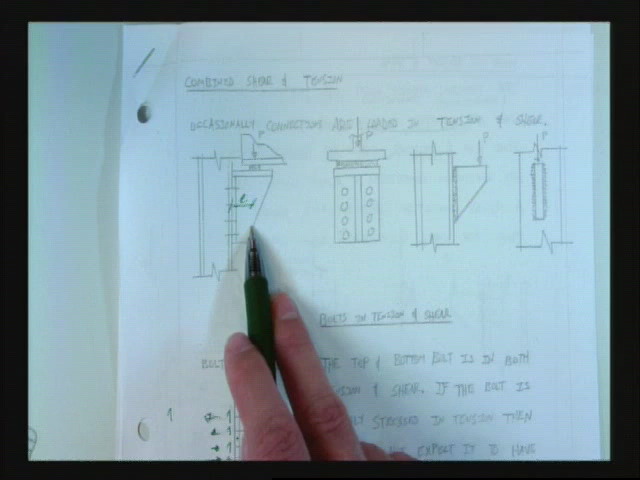 COMBINED SHEAR & TENSION
OCCASIONALLY CONNECTIONS ARE LOADED IN TENSION & SHEAR.
P P P P
e
BOLTS IN TENSION & SHEAR
BOLT THE TOP & BOTTOM BOLT IS IN BOTH
& SHEAR. IF THE BOLT IS
STRESSED IN TENSION THEN
EXPECT IT TO HAVE